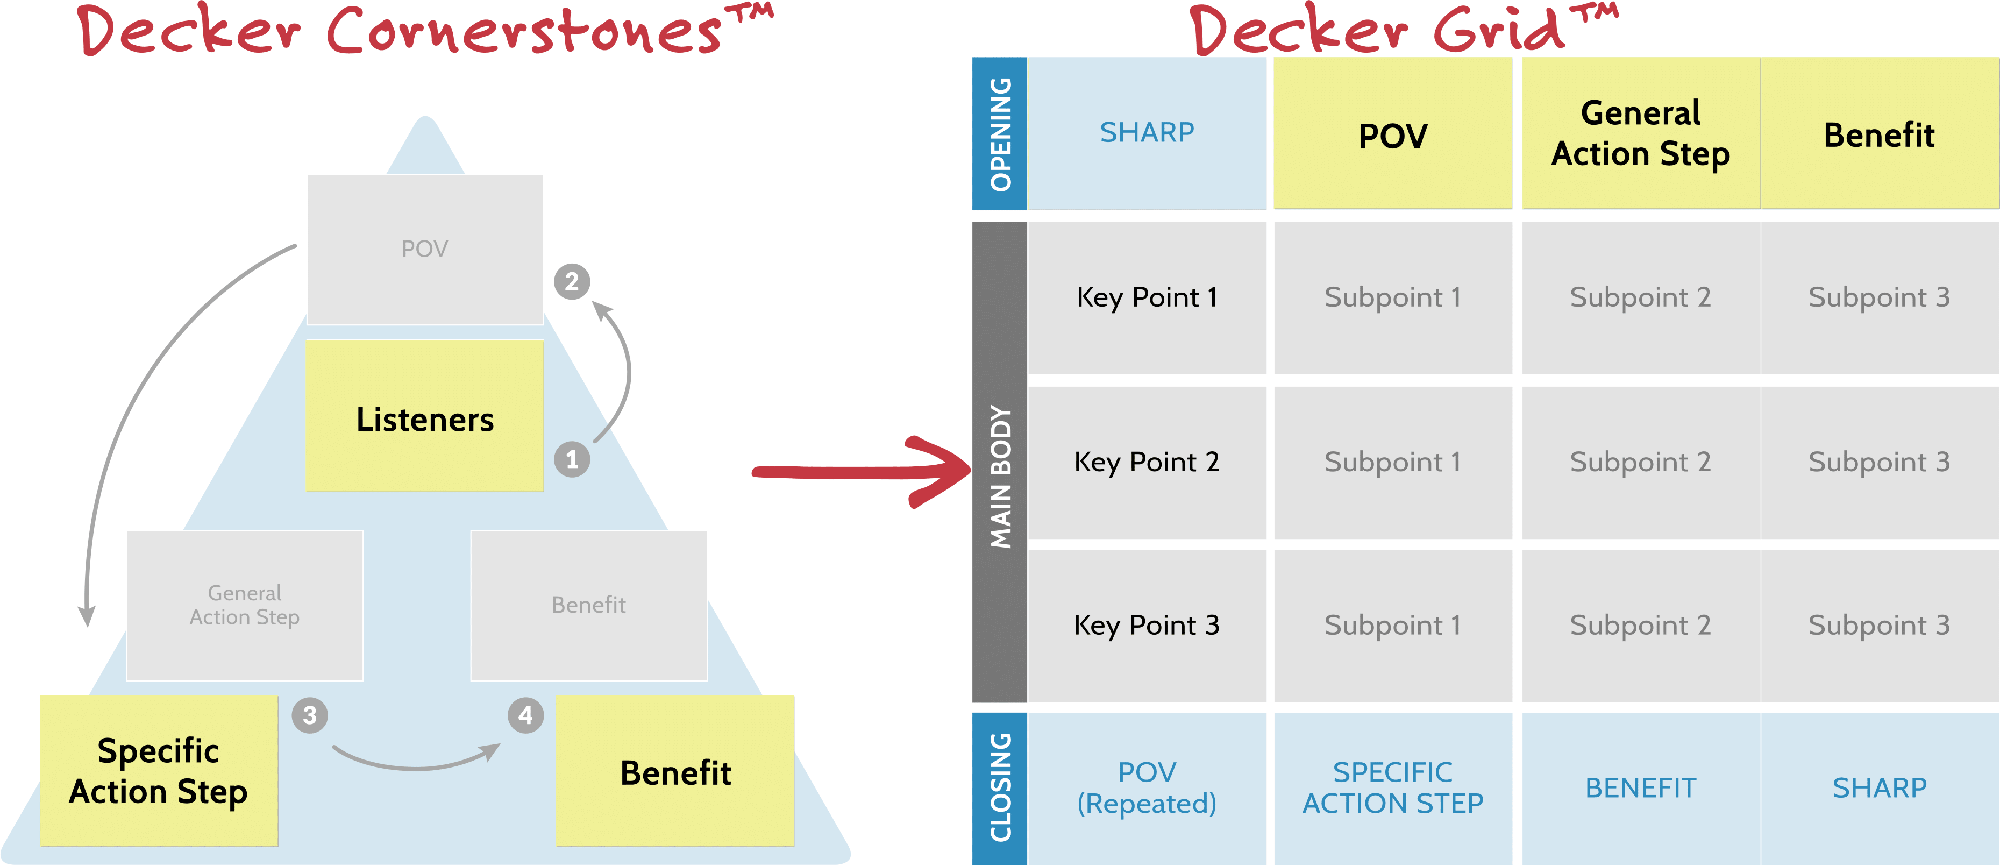 Decker Cornerstones™
POV
2
Listeners
1
General
Action Step
Benefit
3
4
Specific
Action Step
Benefit
Decker Grid™
OPENING
SHARP
POV
General
Action Step
Benefit
MAIN BODY
Key Point 1
Subpoint 1
Subpoint 2
Subpoint 3
Key Point 2
Subpoint 1
Subpoint 2
Subpoint 3
Key Point 3
Subpoint 1
Subpoint 2
Subpoint 3
CLOSING
POV
(Repeated)
SPECIFIC
ACTION STEP
BENEFIT
SHARP